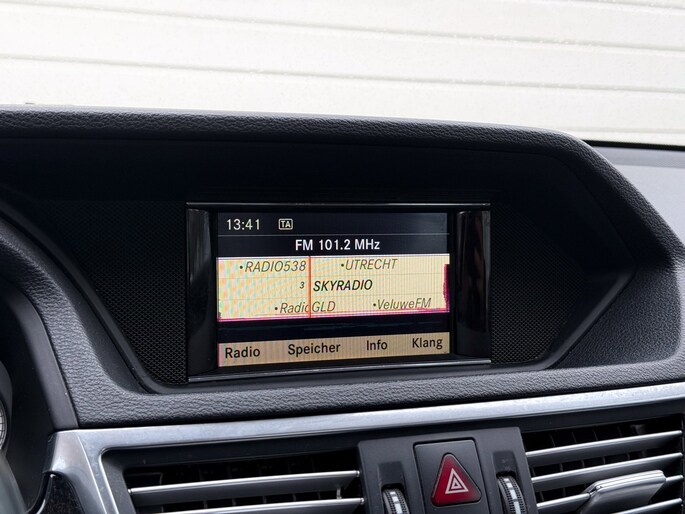 13:41 TA
FM 101.2 MHz
•RADIO538 •UTRECHT
3 SKYRADIO
•RadioGLD •VeluweFM
Radio Speicher Info Klang